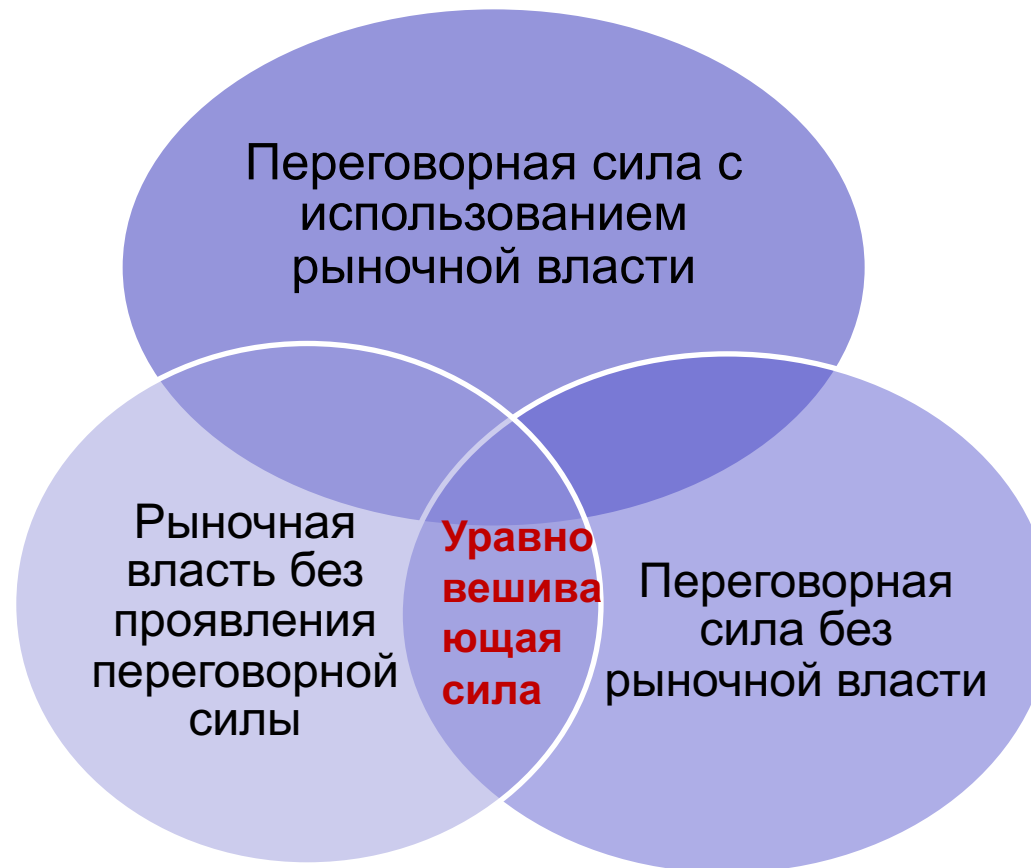 Переговорная сила с
использованием
рыночной власти
Рыночная
власть без
проявления
переговорной
силы
Уравно
вешива
ющая
сила
Переговорная
сила без
рыночной власти